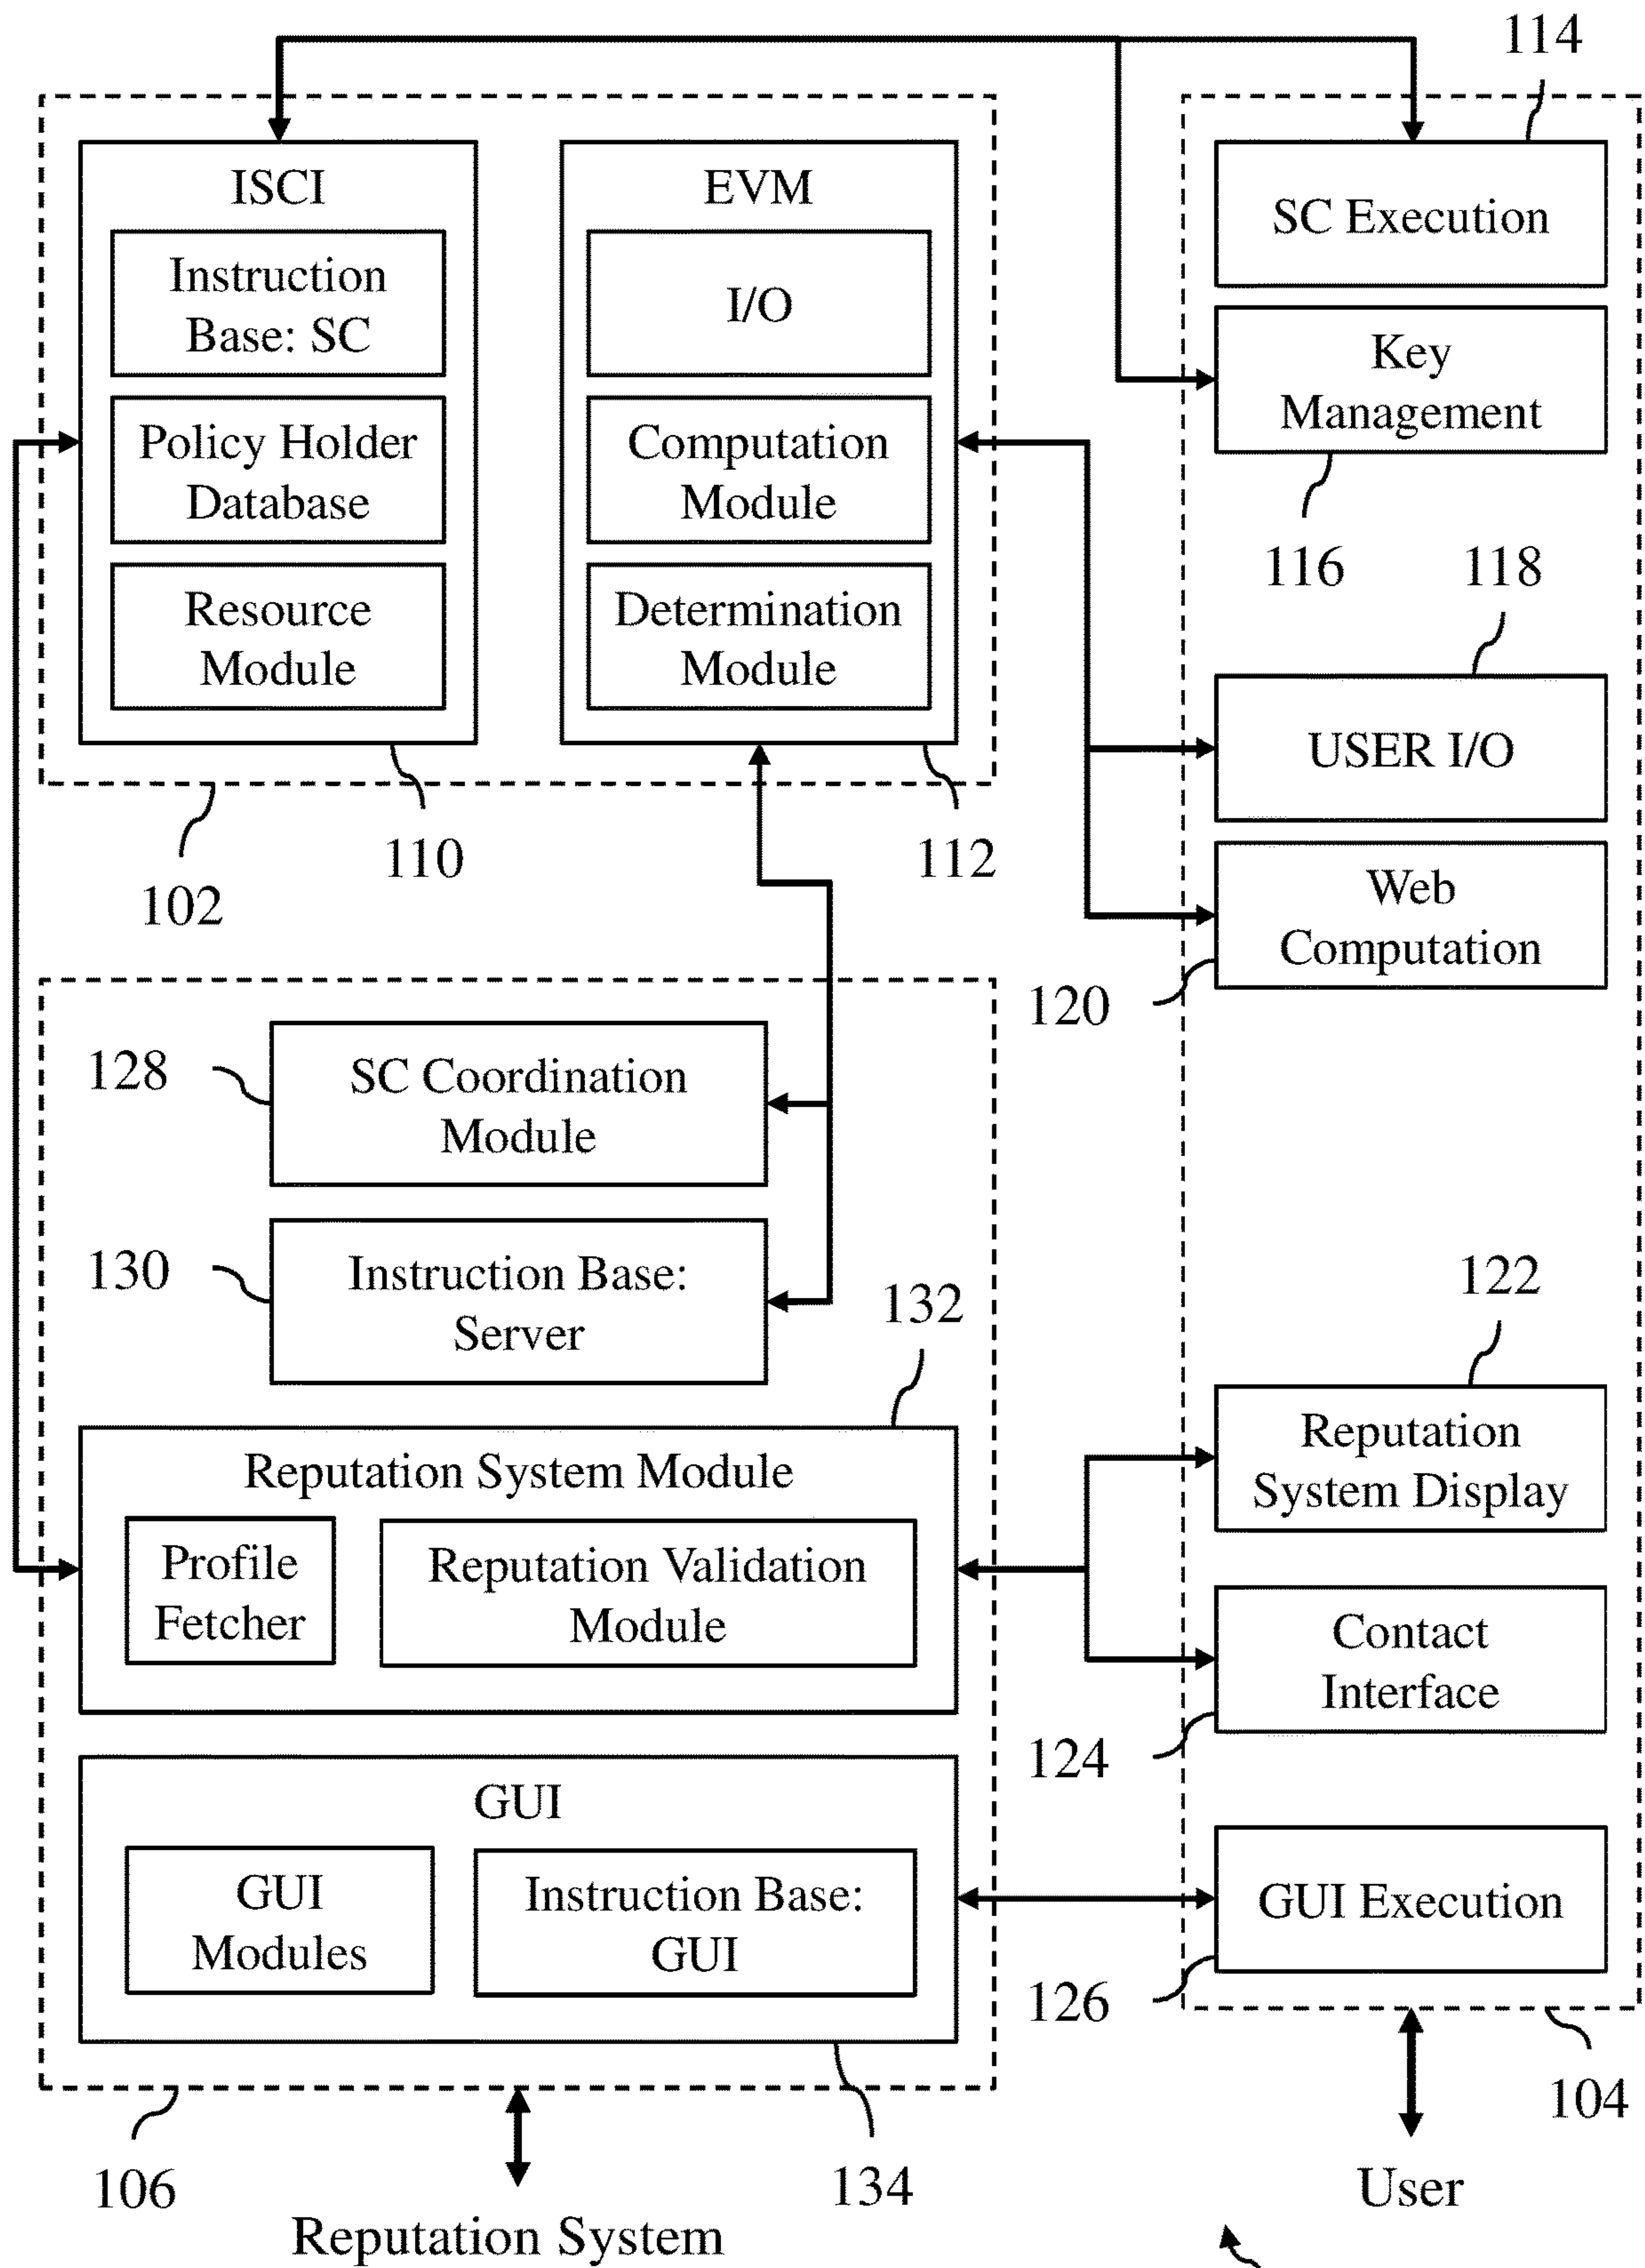 114
ISCI
EVM
SC Execution
Instruction
Base: SC
I/O
Key
Management
Policy Holder
Database
Computation
Module
116
118
Resource
Module
Determination
Module
USER I/O
110
112
102
Web
Computation
120
128
SC Coordination
Module
130
Instruction Base:
Server
132
122
Reputation System Module
Reputation
System Display
Profile
Fetcher
Reputation Validation
Module
Contact
Interface
124
GUI
GUI
Modules
Instruction Base:
GUI
GUI Execution
126
104
106
134
User
Reputation System